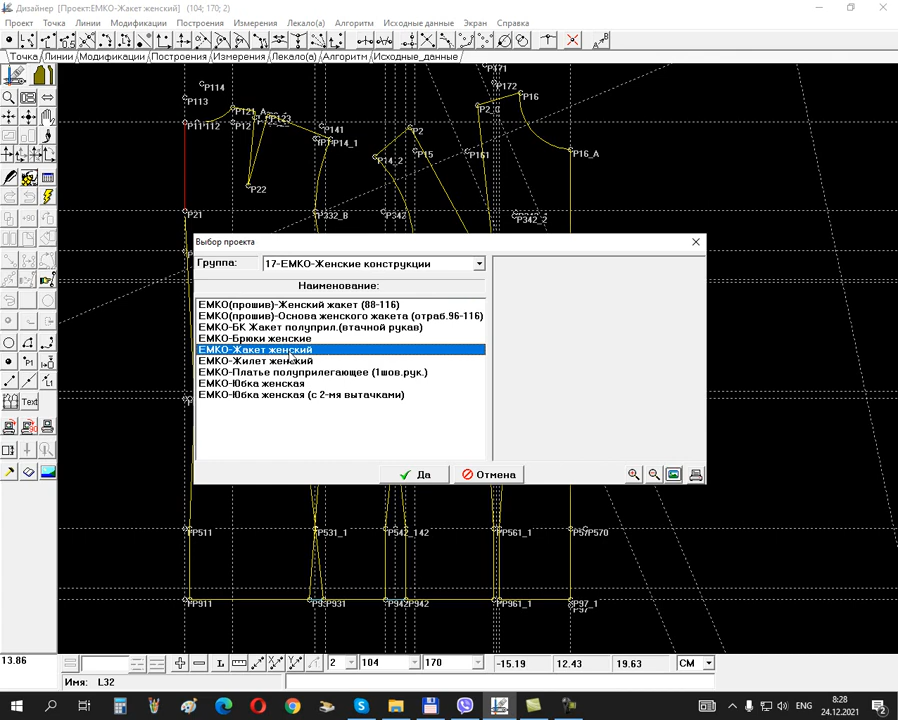 Дизайнер [Проект:ЕМКО-Жакет женский] (104; 170; 2)
Проект Точка Линии Модификации Построения Измерения Лекало(а) Алгоритм Исходные данные Экран Справка
Точка Линии Модификации Построения Измерения Лекало(а) Алгоритм Исходные_данные
P171
P114
P172
P113
P16
P121_A
P2_
P123
P11 P112
P12
P141
P2
P14_1
P14_2
P15
P161
P16_A
P22
P21
P332_B
P342
P342_2
Выбор проекта
Группа: 17-ЕМКО-Женские конструкции
Наименование:
ЕМКО(прошив)-Женский жакет (88-116)
ЕМКО(прошив)-Основа женского жакета (отраб.96-116)
ЕМКО-БК Жакет полуприл.(втачной рукав)
ЕМКО-Брюки женские
ЕМКО-Жакет женский
ЕМКО-Жилет женский
ЕМКО-Платье полуприлегающее (1шов.рук.)
ЕМКО-Юбка женская
ЕМКО-Юбка женская (с 2-мя вытачками)
Да Отмена
Text
P511
P531_1
P542_142
P561_1
P57P570
P911
P931
P942
P942
P961_1
P97_1
13.86
2 104 170 -15.19 12.43 19.63 СМ
Имя: L32
ENG
8:28
24.12.2021
2